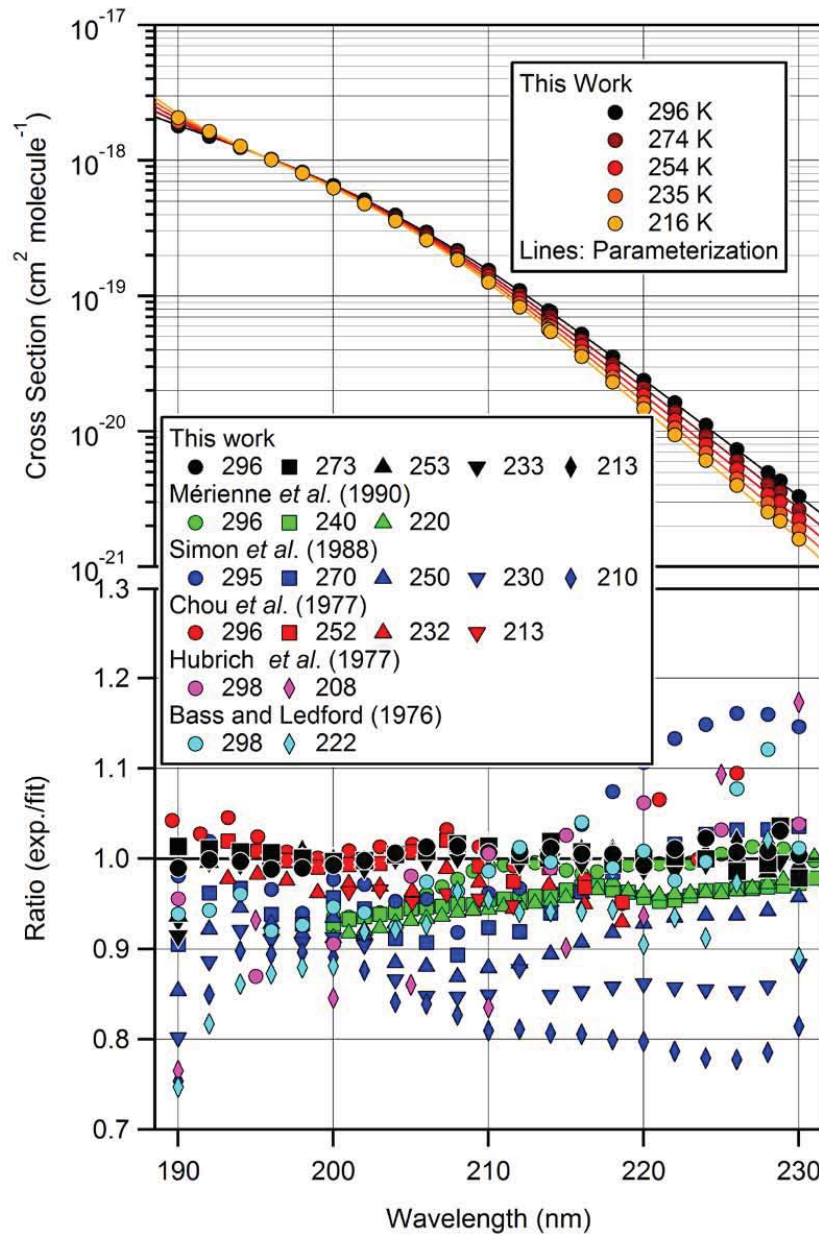 10-17
10-18
10-19
10-20
10-21
Cross Section (cm2 molecule-1)
This Work
296 K
274 K
254 K
235 K
216 K
Lines: Parameterization
This work
296 273 253 233 213
Mérienne et al. (1990)
296 240 220
Simon et al. (1988)
295 270 250 230 210
Chou et al. (1977)
296 252 232 213
Hubrich et al. (1977)
298 208
Bass and Ledford (1976)
298 222
1.3
1.2
1.1
1.0
0.9
0.8
0.7
Ratio (exp./fit)
190 200 210 220 230
Wavelength (nm)